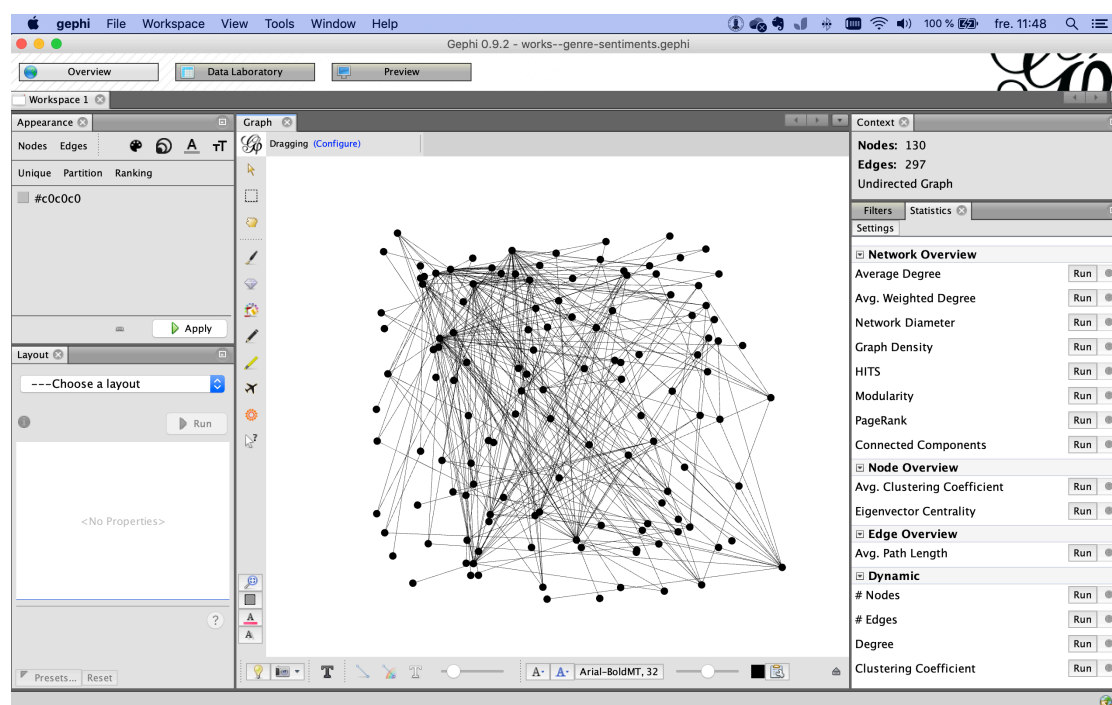 gephi File Workspace View Tools Window Help 100 % fre. 11:48
Gephi 0.9.2 - works--genre-sentiments.gephi
Overview Data Laboratory Preview
Workspace 1
Appearance
Nodes Edges A TT
Unique Partition Ranking
#c0c0c0
Apply
Layout
---Choose a layout
Run
<No Properties>
?
Presets... Reset
Graph
Dragging (Configure)
?
A
A
T T A- A- Arial-BoldMT, 32
Context
Nodes: 130
Edges: 297
Undirected Graph
Filters Statistics
Settings
Network Overview
Average Degree Run
Avg. Weighted Degree Run
Network Diameter Run
Graph Density Run
HITS Run
Modularity Run
PageRank Run
Connected Components Run
Node Overview
Avg. Clustering Coefficient Run
Eigenvector Centrality Run
Edge Overview
Avg. Path Length Run
Dynamic
# Nodes Run
# Edges Run
Degree Run
Clustering Coefficient Run